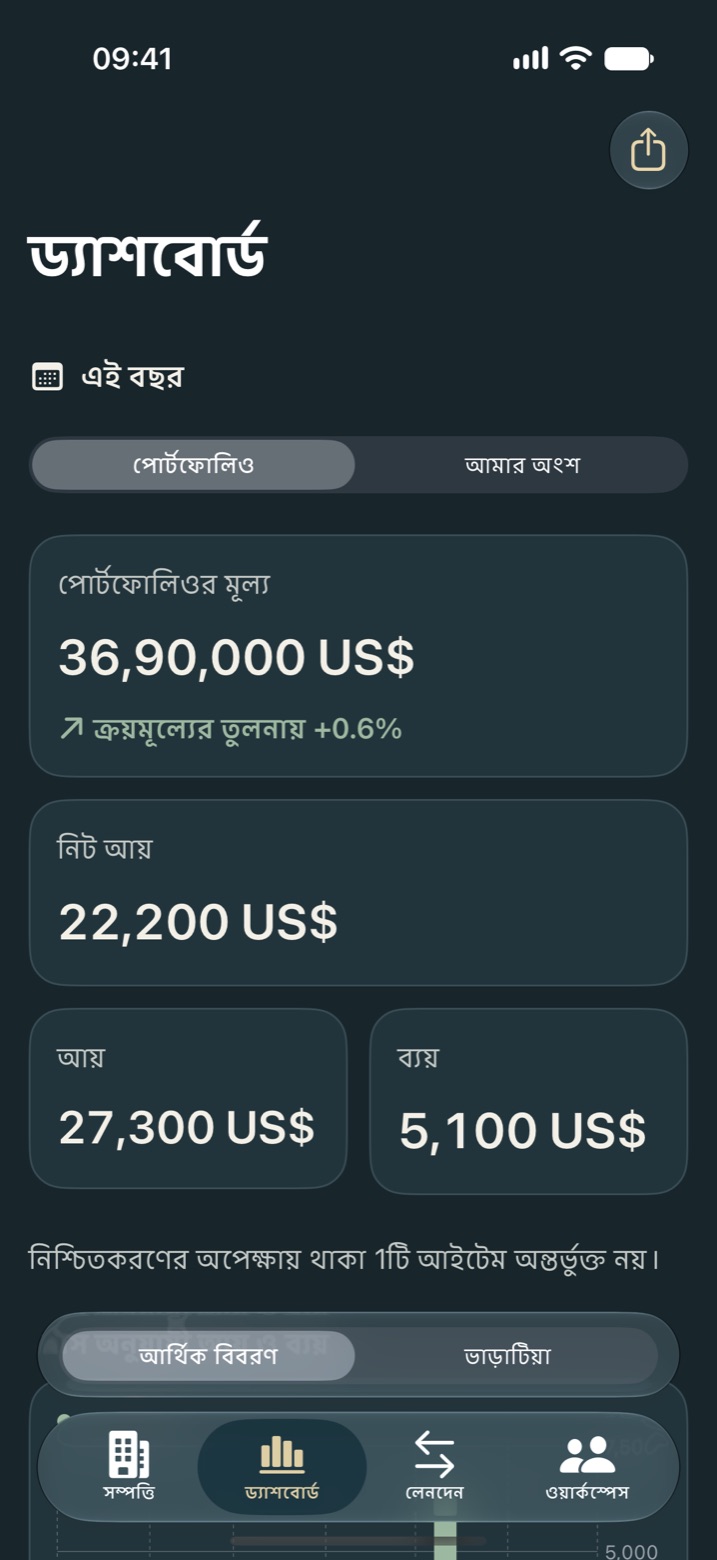 09:41
ড্যাশবোর্ড
এই বছর
পোর্টফোলিও
আমার অংশ
পোর্টফোলিওর মূল্য
36,90,000 US$
ক্রয়মূল্যের তুলনায় +0.6%
নিট আয়
22,200 US$
আয়
ব্যয়
27,300 US$
5,100 US$
নিশ্চিতকরণের অপেক্ষায় থাকা 1টি আইটেম অন্তর্ভুক্ত নয়।
আর্থিক বিবরণ
ভাড়াটিয়া
সম্পত্তি
ড্যাশবোর্ড
লেনদেন
ওয়ার্কস্পেস
5,000